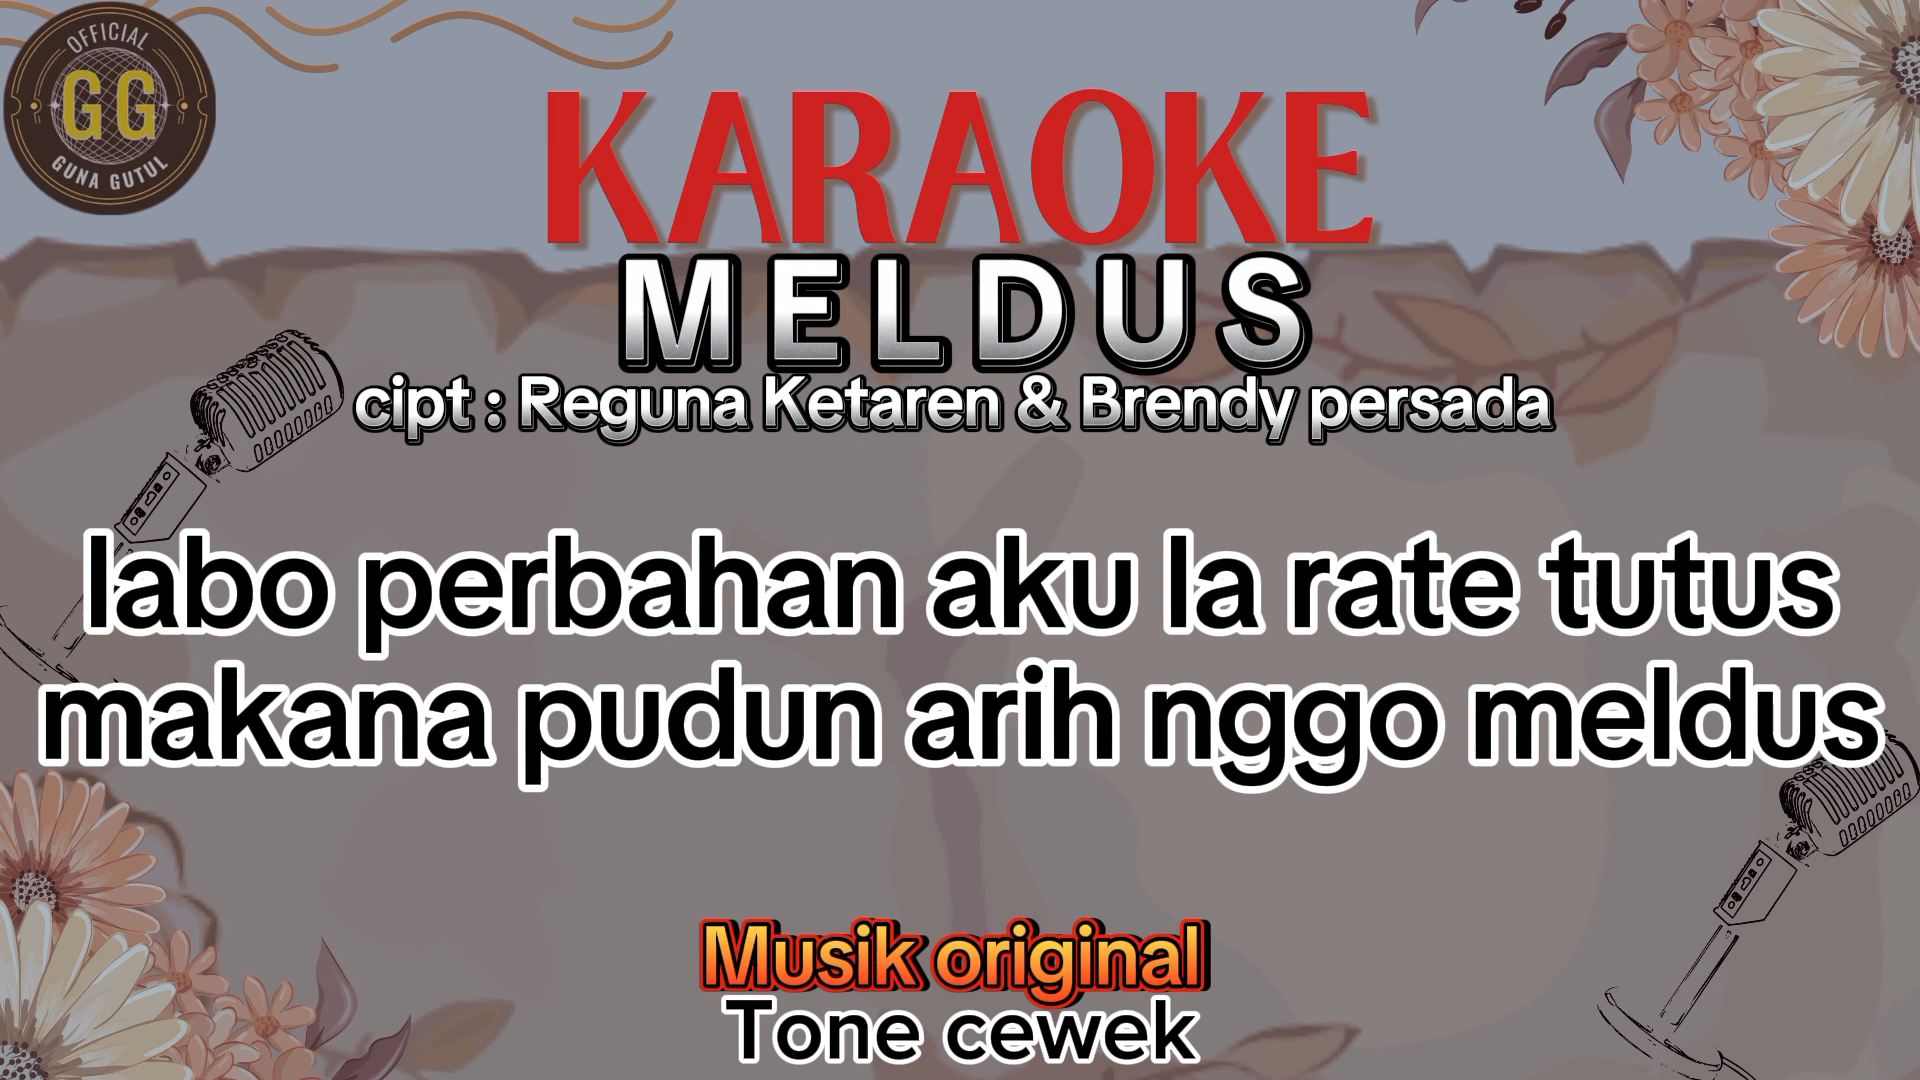 OFFICIAL
GG
GUNA GUTUL
KARAOKE
MELDUS
cipt : Reguna Ketaren & Brendy persada
labo perbahan aku la rate tutus
makana pudun arih nggo meldus
Musik original
Tone cewek